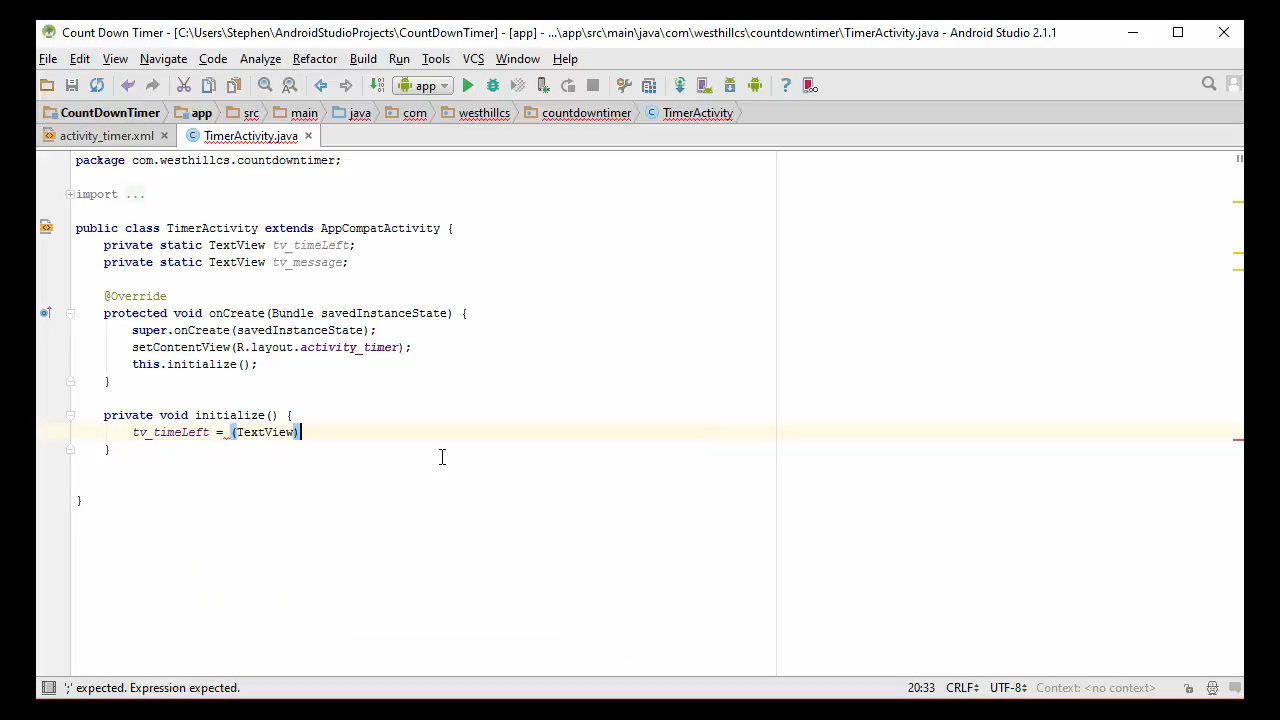 Count Down Timer - [C:\Users\Stephen\AndroidStudioProjects\CountDownTimer] - [app] - ...\app\src\main\java\com\westhillcs\countdowntimer\TimerActivity.java - Android Studio 2.1.1
File Edit View Navigate Code Analyze Refactor Build Run Tools VCS Window Help
app
CountDownTimer app src main java com westhillcs countdowntimer TimerActivity
activity_timer.xml TimerActivity.java
package com.westhillcs.countdowntimer;
import ...
public class TimerActivity extends AppCompatActivity {
private static TextView tv_timeLeft;
private static TextView tv_message;
@Override
protected void onCreate(Bundle savedInstanceState) {
super.onCreate(savedInstanceState);
setContentView(R.layout.activity_timer);
this.initialize();
}
private void initialize() {
tv_timeLeft = (TextView)
}
}
';' expected. Expression expected. 20:33 CRLF UTF-8 Context: <no context>